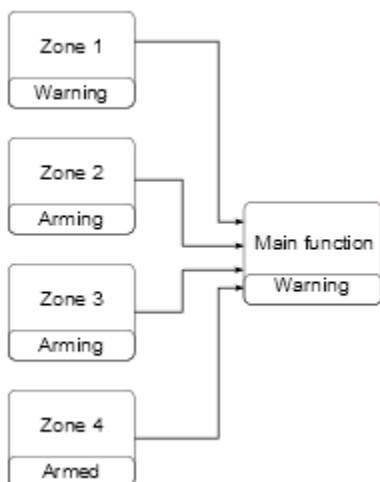 Zone 1
Warning
Zone 2
Arming
Main function
Warning
Zone 3
Arming
Zone 4
Armed